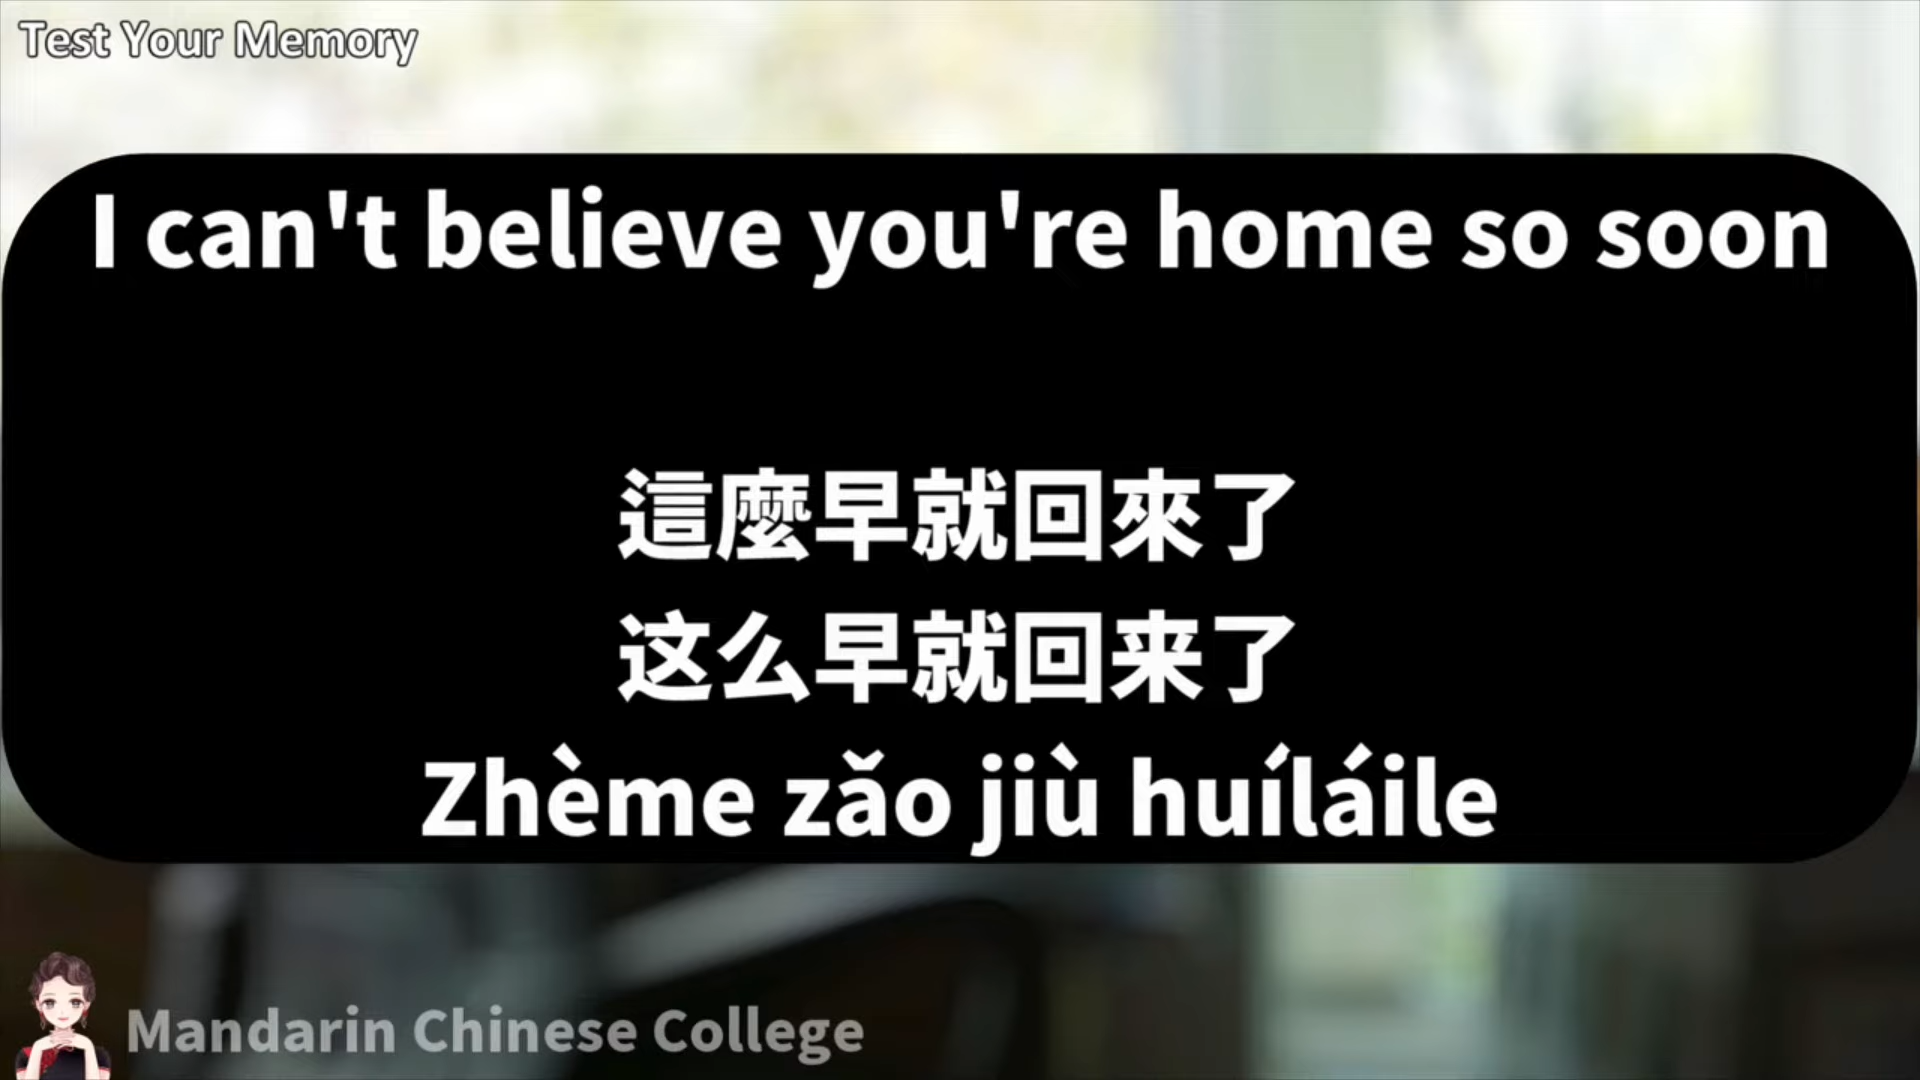 Test Your Memory
I can't believe you're home so soon
這麼早就回來了
这么早就回来了
Zhème zǎo jiù huíláile
Mandarin Chinese College